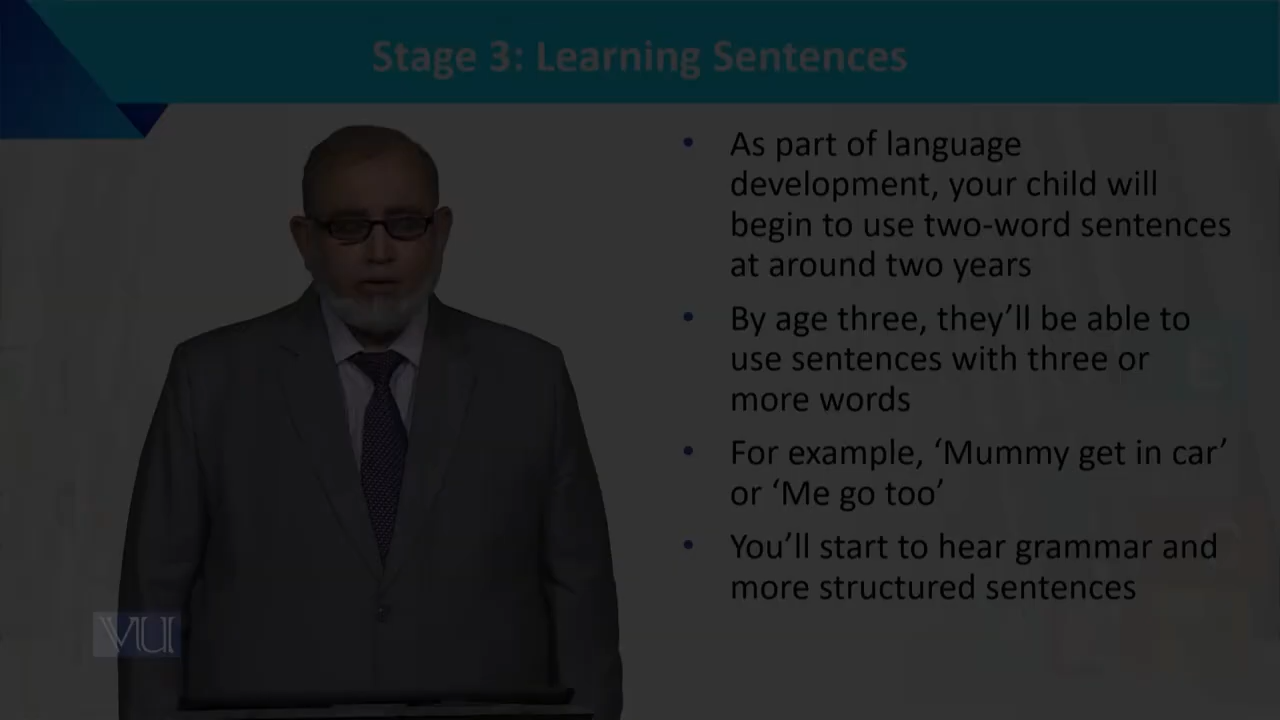 Stage 3: Learning Sentences
• As part of language
development, your child will
begin to use two-word sentences
at around two years
• By age three, they’ll be able to
use sentences with three or
more words
• For example, ‘Mummy get in car’
or ‘Me go too’
• You’ll start to hear grammar and
more structured sentences
VU